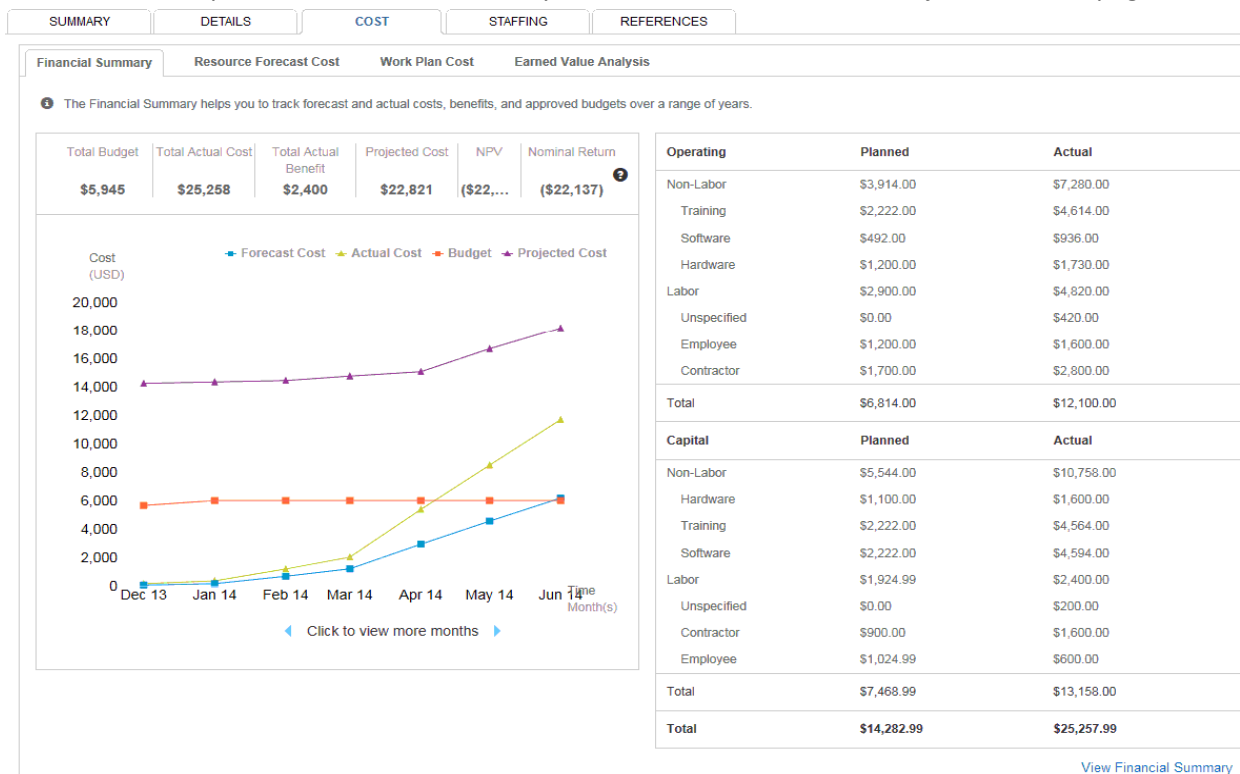 SUMMARY DETAILS COST STAFFING REFERENCES
Financial Summary Resource Forecast Cost Work Plan Cost Earned Value Analysis
The Financial Summary helps you to track forecast and actual costs, benefits, and approved budgets over a range of years.
Total Budget Total Actual Cost Total Actual Benefit Projected Cost NPV Nominal Return
$5,945 $25,258 $2,400 $22,821 ($22,... ($22,137)
Cost
(USD)
Forecast Cost Actual Cost Budget Projected Cost
20,000
18,000
16,000
14,000
12,000
10,000
8,000
6,000
4,000
2,000
0
Dec 13 Jan 14 Feb 14 Mar 14 Apr 14 May 14 Jun 14
Time
Month(s)
Click to view more months
Operating Planned Actual
Non-Labor $3,914.00 $7,280.00
Training $2,222.00 $4,614.00
Software $492.00 $936.00
Hardware $1,200.00 $1,730.00
Labor $2,900.00 $4,820.00
Unspecified $0.00 $420.00
Employee $1,200.00 $1,600.00
Contractor $1,700.00 $2,800.00
Total $6,814.00 $12,100.00
Capital Planned Actual
Non-Labor $5,544.00 $10,758.00
Hardware $1,100.00 $1,600.00
Training $2,222.00 $4,564.00
Software $2,222.00 $4,594.00
Labor $1,924.99 $2,400.00
Unspecified $0.00 $200.00
Contractor $900.00 $1,600.00
Employee $1,024.99 $600.00
Total $7,468.99 $13,158.00
Total $14,282.99 $25,257.99
View Financial Summary